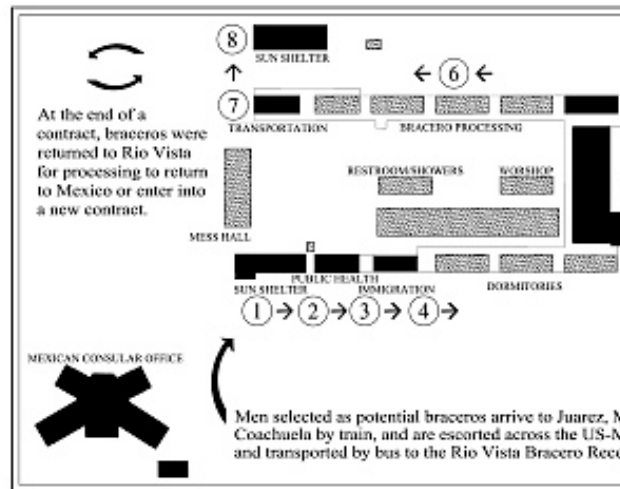 8
SUN SHELTER
6
7
TRANSPORTATION
BRACERO PROCESSING
At the end of a
contract, braceros were
returned to Rio Vista
for processing to return
to Mexico or enter into
a new contract.
RESTROOM/SHOWERS
WORSHOP
MESS HALL
PUBLIC HEALTH
SUN SHELTER
IMMIGRATION
DORMITORIES
1 → 2 → 3 → 4 →
MEXICAN CONSULAR OFFICE
Men selected as potential braceros arrive to Juarez,
Coachuela by train, and are escorted across the
and transported by bus to the Rio Vista Bracero